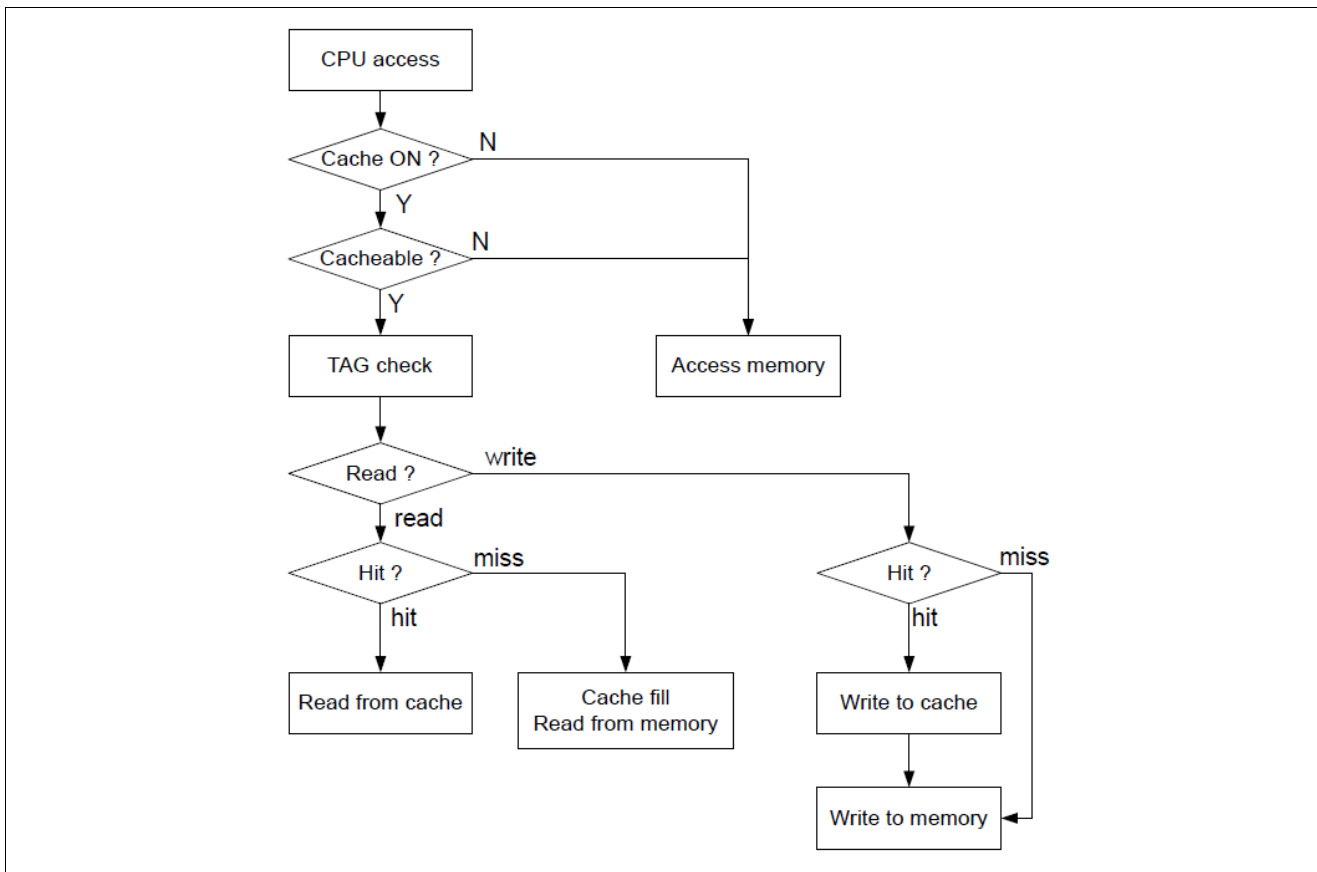 CPU access
Cache ON ?
N
Y
Cacheable ?
N
Y
TAG check
Access memory
Read ?
write
read
Hit ?
miss
Hit ?
miss
hit
hit
Read from cache
Cache fill
Read from memory
Write to cache
Write to memory